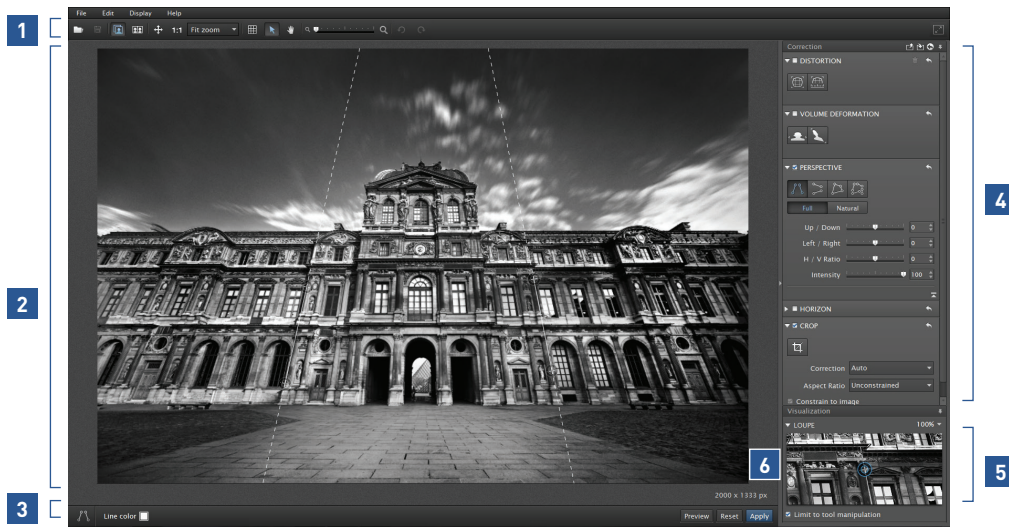 File Edit Display Help
1
1:1 Fit zoom
Correction
DISTORTION
VOLUME DEFORMATION
PERSPECTIVE
Full Natural
Up / Down 0
Left / Right 0
H / V Ratio 0
Intensity 100
HORIZON
CROP
Correction Auto
Aspect Ratio Unconstrained
Constrain to image
Visualization
LOUPE 100%
Limit to tool manipulation
2
4
6
5
2000 x 1333 px
3
Line color
Preview Reset Apply